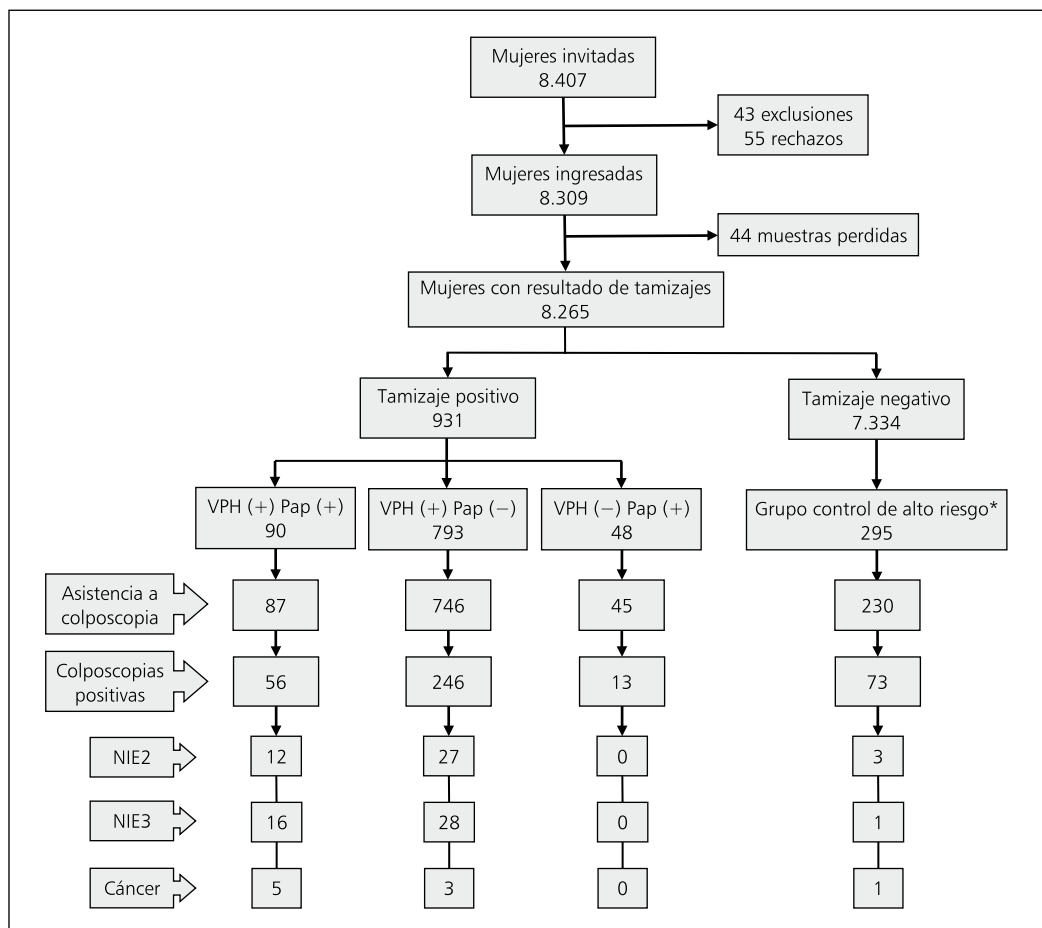 Mujeres invitadas
8.407
43 exclusiones
55 rechazos
Mujeres ingresadas
8.309
44 muestras perdidas
Mujeres con resultado de tamizajes
8.265
Tamizaje positivo
931
Tamizaje negativo
7.334
VPH (+) Pap (+)
90
VPH (+) Pap (−)
793
VPH (−) Pap (+)
48
Grupo control de alto riesgo*
295
Asistencia a
colposcopia
87
746
45
230
Colposcopias
positivas
56
246
13
73
NIE2
12
27
0
3
NIE3
16
28
0
1
Cáncer
5
3
0
1